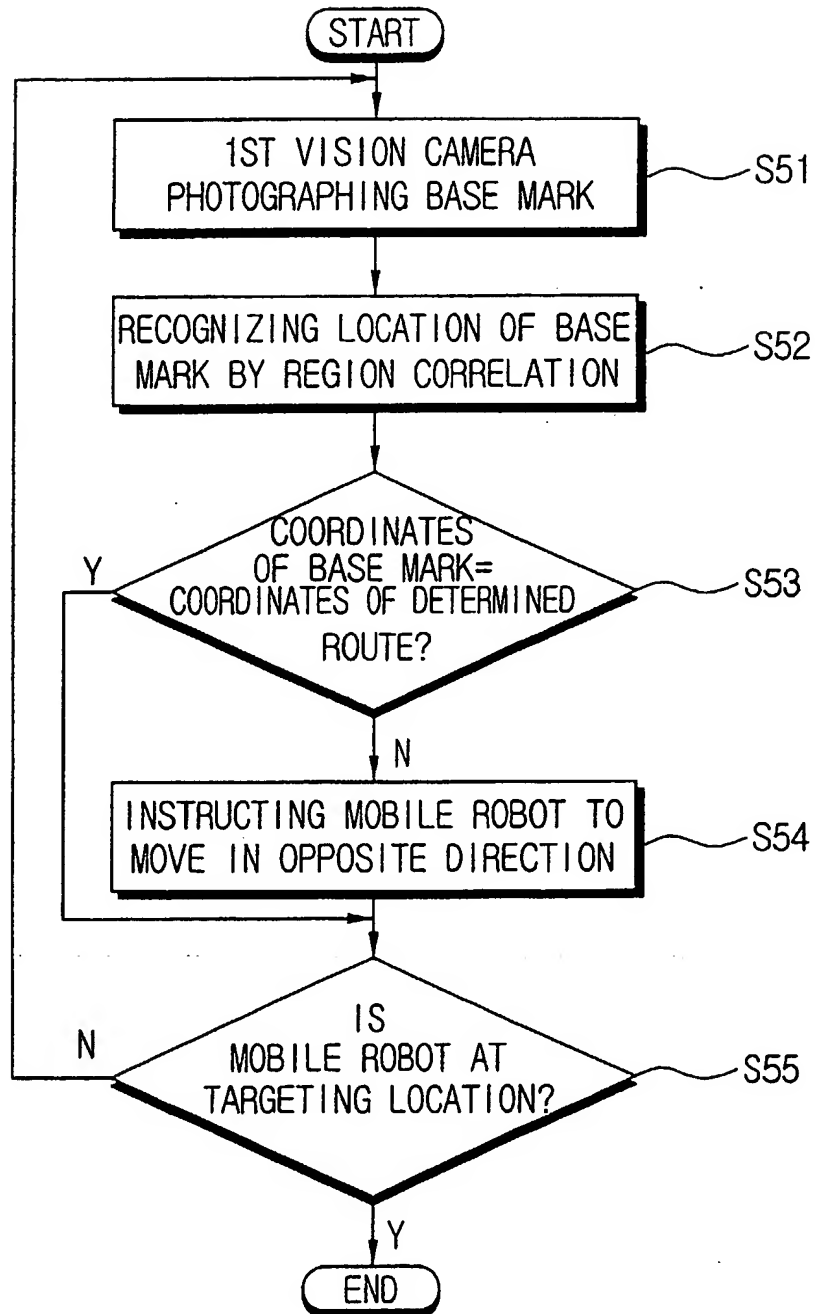 START
1ST VISION CAMERA
PHOTOGRAPHING BASE MARK
S51
RECOGNIZING LOCATION OF BASE
MARK BY REGION CORRELATION
S52
COORDINATES
OF BASE MARK=
COORDINATES OF DETERMINED
ROUTE?
S53
Y
N
INSTRUCTING MOBILE ROBOT TO
MOVE IN OPPOSITE DIRECTION
S54
IS
MOBILE ROBOT AT
TARGETING LOCATION?
S55
N
Y
END